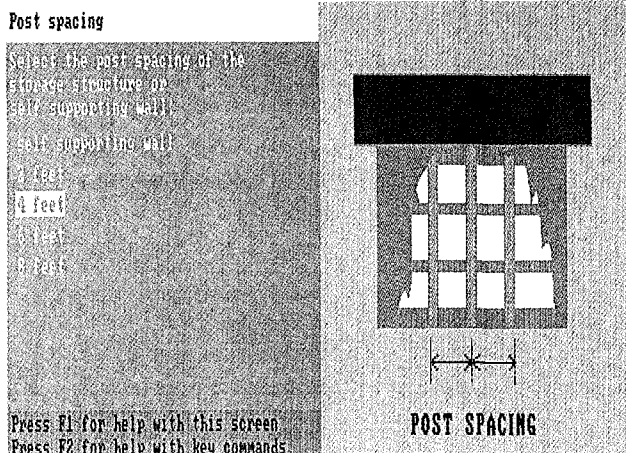 Post spacing
Select the post spacing of the
storage structure or
self supporting wall.
self supporting wall
2 feet
4 feet
6 feet
8 feet
Press F1 for help with this screen
Press F2 for help with key commands
POST SPACING